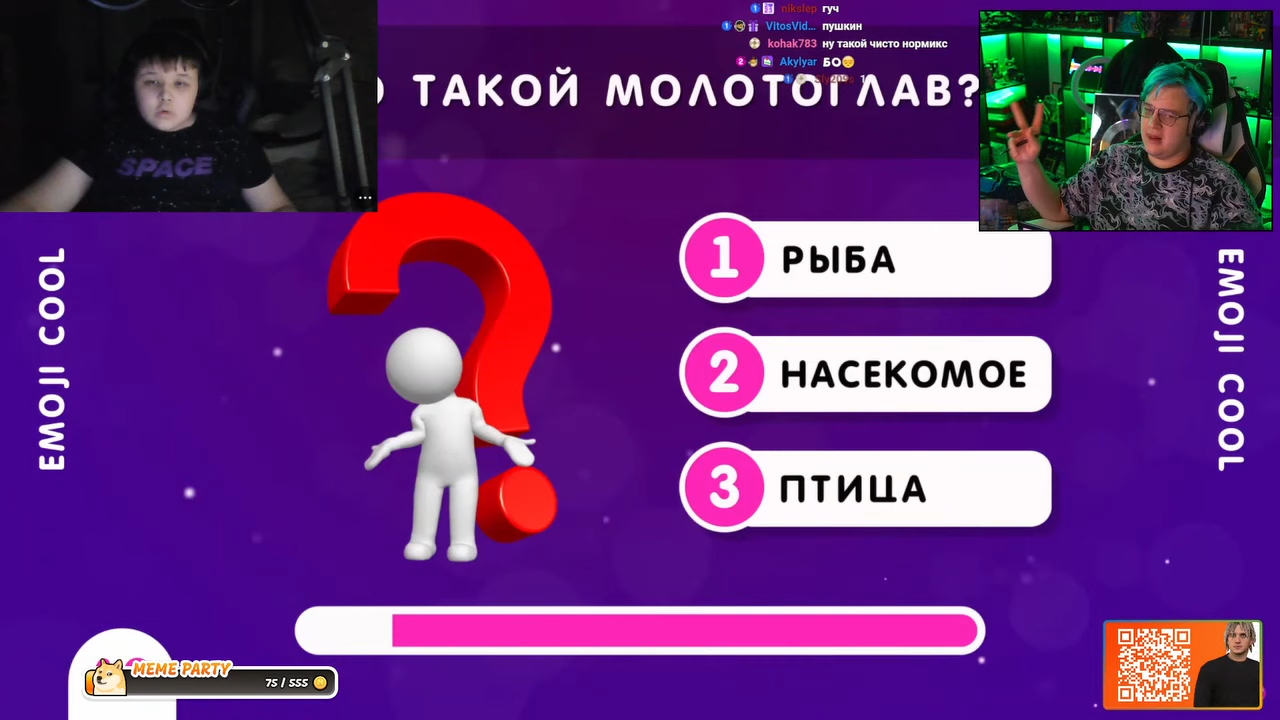 nikslep гуч
VitosVid... пушкин
kohak783 ну такой чисто нормикс
Akylyar БО
О ТАКОЙ МОЛОТОГЛАВ?
SPACE
1 РЫБА
2 НАСЕКОМОЕ
3 ПТИЦА
EMOJI COOL
EMOJI COOL
MEME PARTY
75 / 555